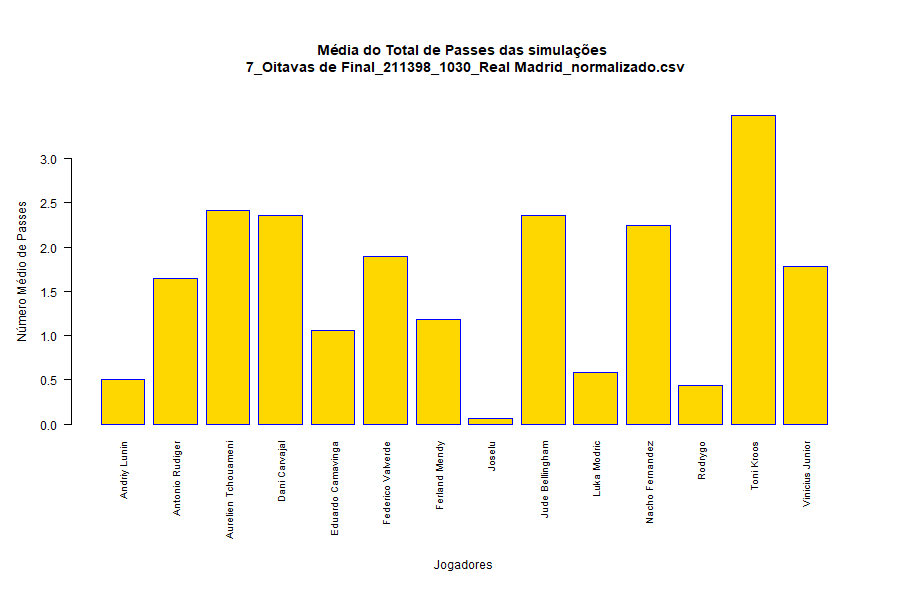 Média do Total de Passes das simulações
7_Oitavas de Final_211398_1030_Real Madrid_normalizado.csv
Número Médio de Passes
3.0
2.5
2.0
1.5
1.0
0.5
0.0
Andriy Lunin
Antonio Rudiger
Aurelien Tchouameni
Dani Carvajal
Eduardo Camavinga
Federico Valverde
Ferland Mendy
Joselu
Jude Bellingham
Luka Modric
Nacho Fernandez
Rodrygo
Toni Kroos
Vinicius Junior
Jogadores